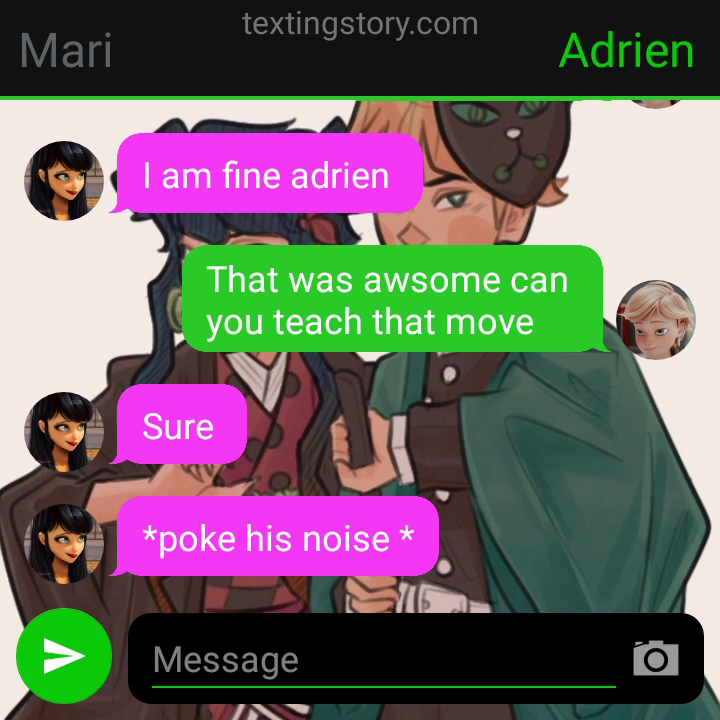 textingstory.com
Mari
Adrien
I am fine adrien
That was awsome can
you teach that move
Sure
*poke his noise *
Message